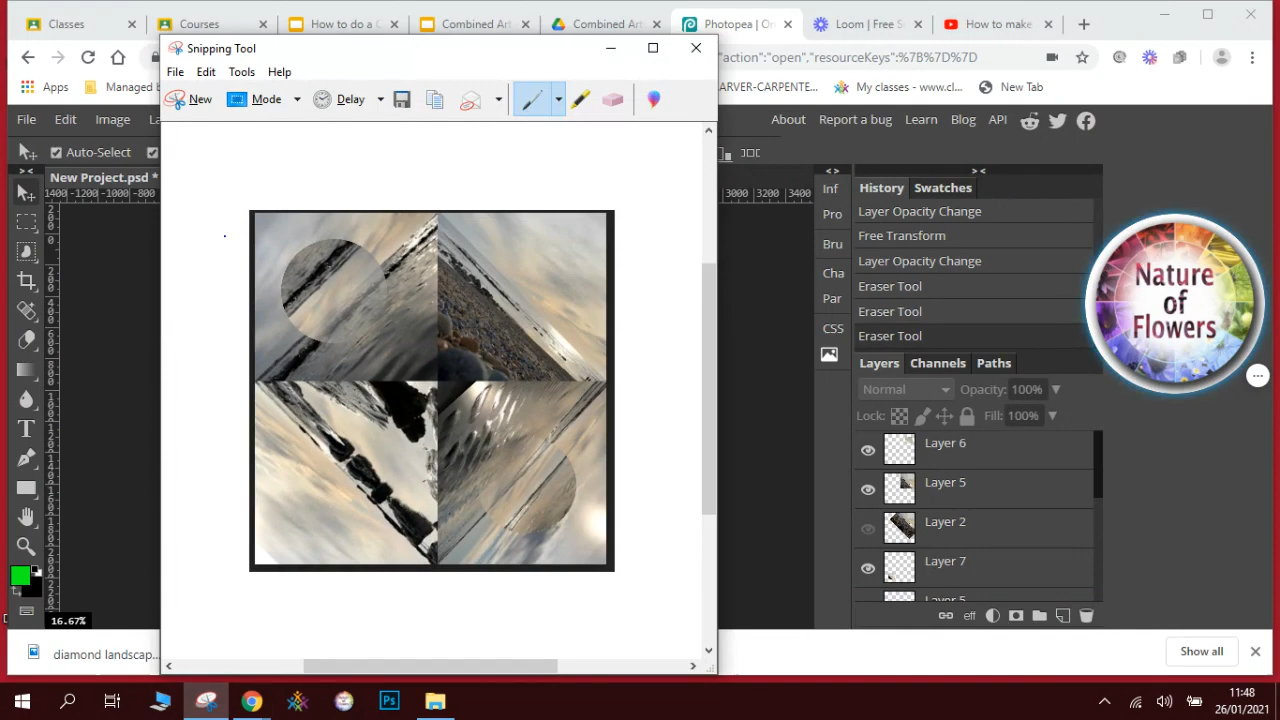 Classes
Courses
How to do a C
Combined Art
Combined Art
Photopea | On
Loom | Free S
How to make
Snipping Tool
action":"open","resourceKeys":%7B%7D%7D
File Edit Tools Help
Apps
Managed b
ARVER-CARPENTE...
My classes - www.cl...
New Tab
New Mode Delay
File Edit Image La
About Report a bug Learn Blog API
Auto-Select
New Project.psd *
1400 -1200 -1000 -800
3000 3200 3400
Inf
Pro
Bru
Cha
Par
CSS
History Swatches
Layer Opacity Change
Free Transform
Layer Opacity Change
Eraser Tool
Eraser Tool
Eraser Tool
Layers Channels Paths
Normal Opacity: 100%
Lock: Fill: 100%
Layer 6
Layer 5
Layer 2
Layer 7
eff
Nature
of
Flowers
16.67%
diamond landscap...
Show all
Ps
11:48
26/01/2021